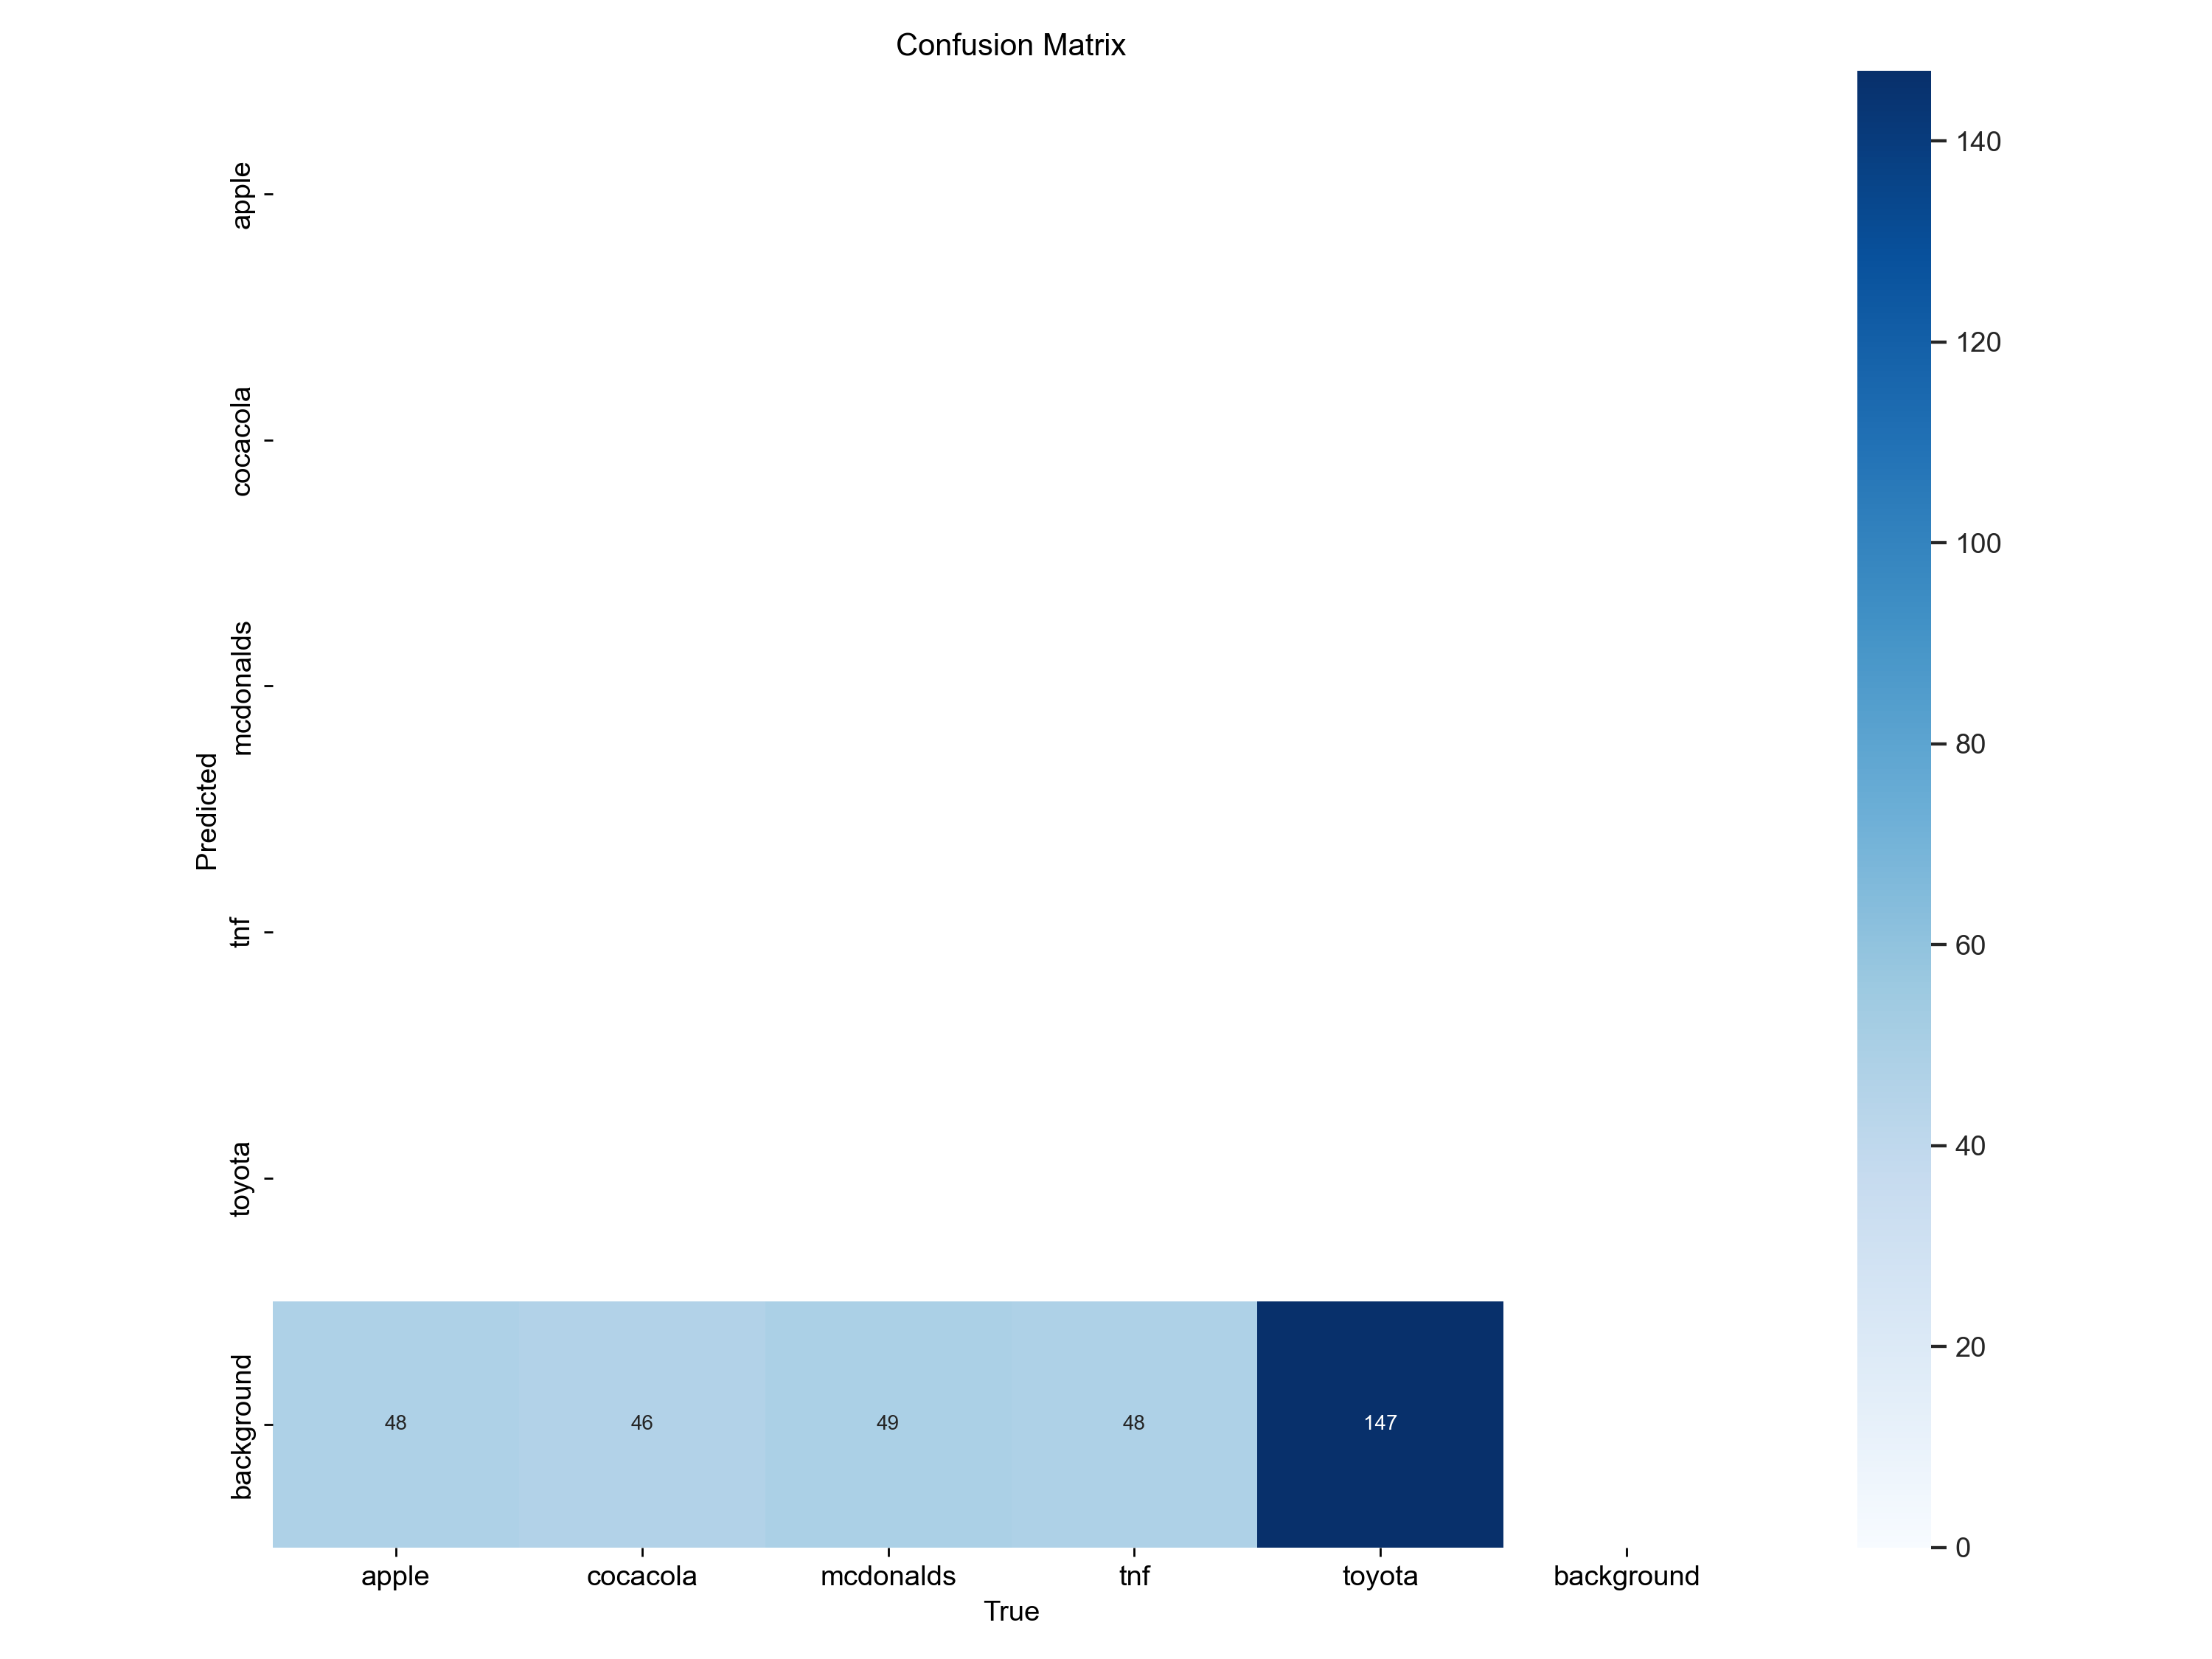 Confusion Matrix
apple
cocacola
mcdonalds
tnf
toyota
background
Predicted
48 46 49 48 147
apple cocacola mcdonalds tnf toyota background
True
140
120
100
80
60
40
20
0